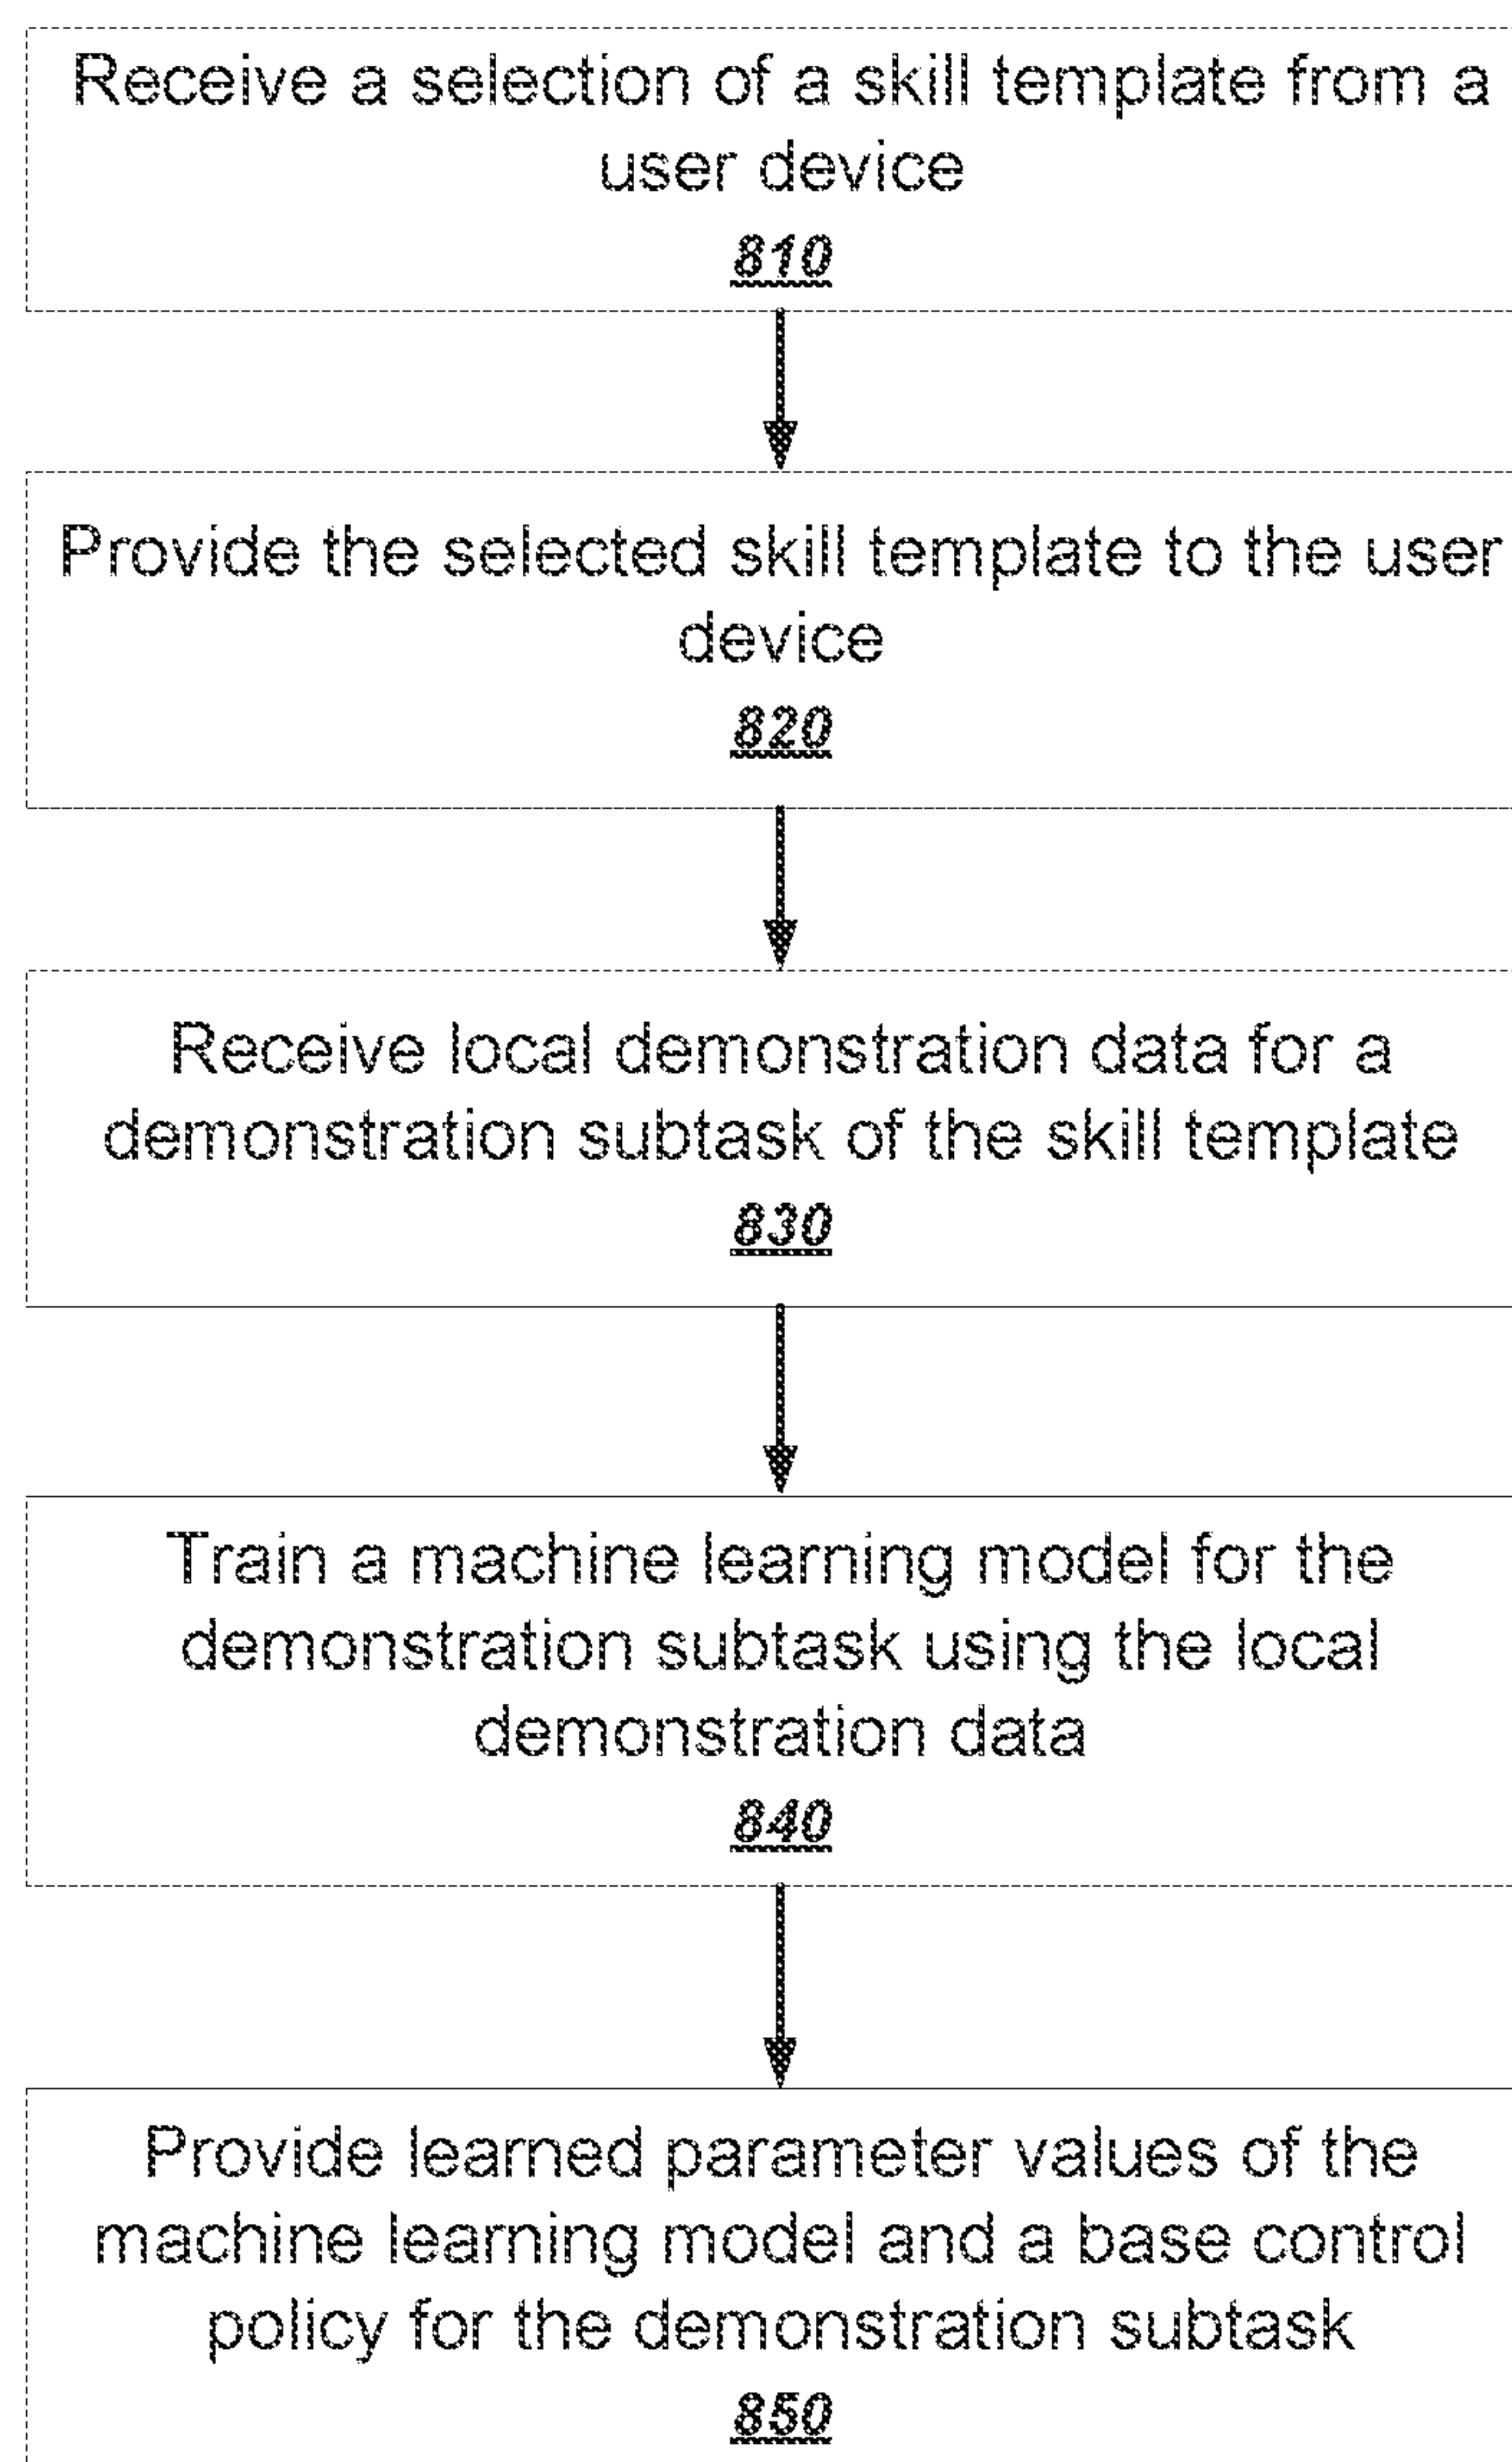 Receive a selection of a skill template from a
user device
810
Provide the selected skill template to the user
device
820
Receive local demonstration data for a
demonstration subtask of the skill template
830
Train a machine learning model for the
demonstration subtask using the local
demonstration data
840
Provide learned parameter values of the
machine learning model and a base control
policy for the demonstration subtask
850